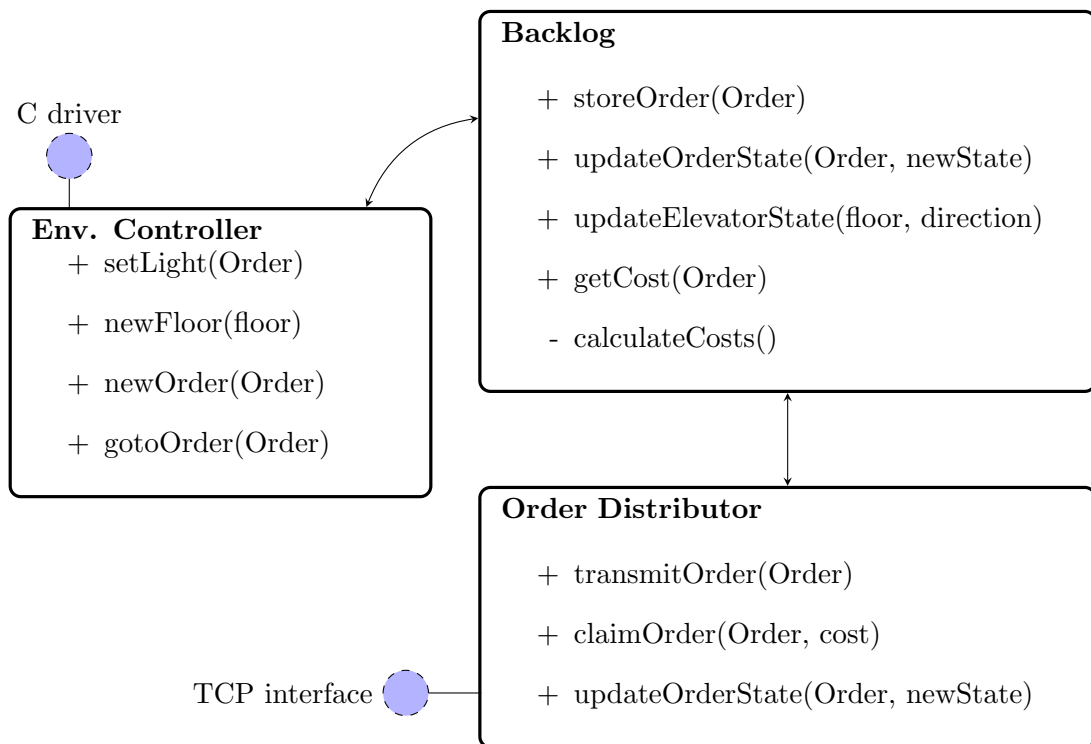 C driver
Env. Controller
+ setLight(Order)
+ newFloor(floor)
+ newOrder(Order)
+ gotoOrder(Order)
Backlog
+ storeOrder(Order)
+ updateOrderState(Order, newState)
+ updateElevatorState(floor, direction)
+ getCost(Order)
- calculateCosts()
Order Distributor
+ transmitOrder(Order)
+ claimOrder(Order, cost)
+ updateOrderState(Order, newState)
TCP interface